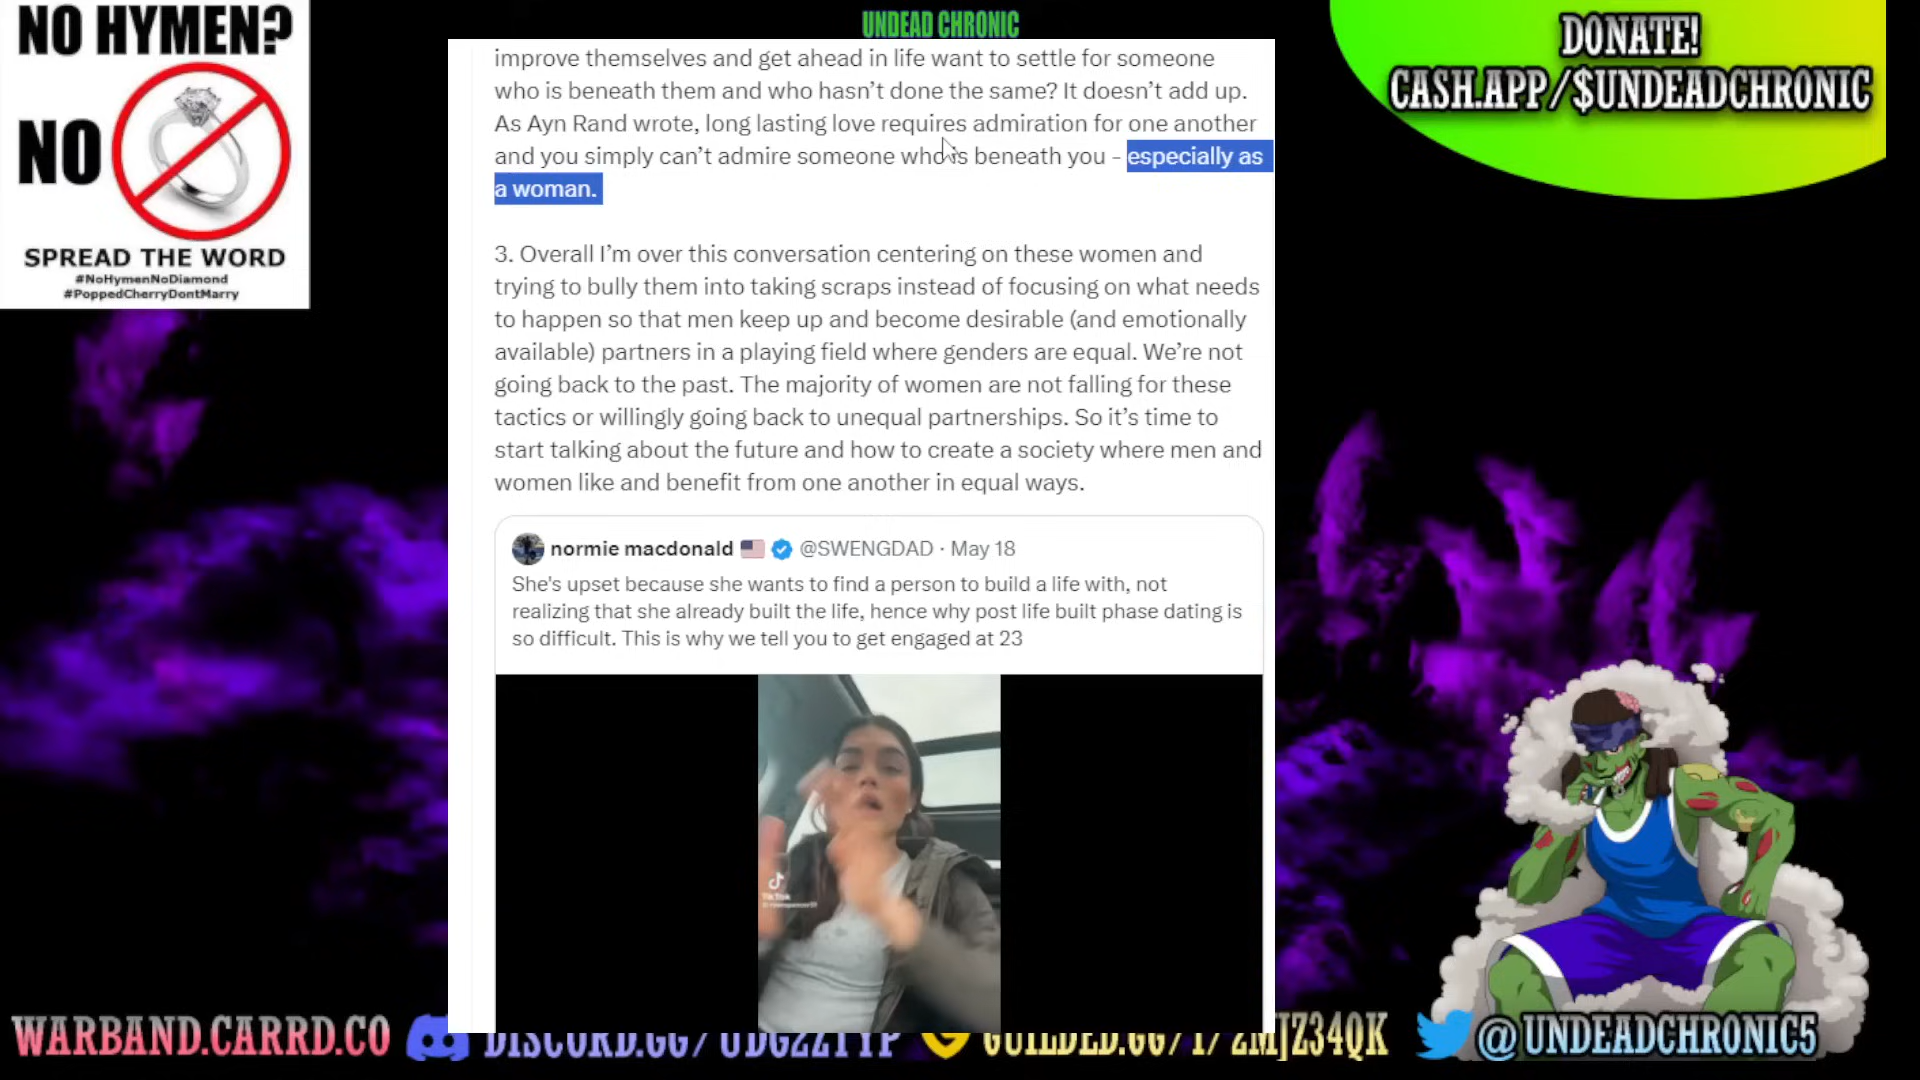 NO HYMEN?
NO
SPREAD THE WORD
#NoHymenNoDiamond
#PoppedCherryDontMarry
UNDEAD CHRONIC
DONATE!
CASH.APP/$UNDEADCHRONIC
improve themselves and get ahead in life want to settle for someone
who is beneath them and who hasn't done the same? It doesn't add up.
As Ayn Rand wrote, long lasting love requires admiration for one another
and you simply can't admire someone who is beneath you – especially as
a woman.
3. Overall I'm over this conversation centering on these women and
trying to bully them into taking scraps instead of focusing on what needs
to happen so that men keep up and become desirable (and emotionally
available) partners in a playing field where genders are equal. We're not
going back to the past. The majority of women are not falling for these
tactics or willingly going back to unequal partnerships. So it's time to
start talking about the future and how to create a society where men and
women like and benefit from one another in equal ways.
normie macdonald @SWENGDAD · May 18
She's upset because she wants to find a person to build a life with, not
realizing that she already built the life, hence why post life built phase dating is
so difficult. This is why we tell you to get engaged at 23
TikTok
WARBAND.CARRD.CO
@UNDEADCHRONIC5